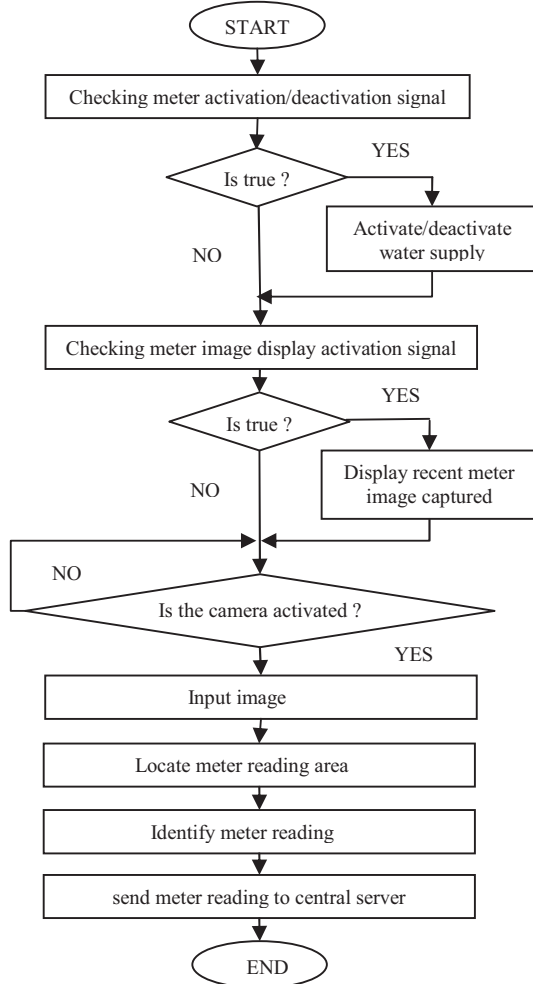 START
Checking meter activation/deactivation signal
YES
Is true ?
Activate/deactivate
water supply
NO
Checking meter image display activation signal
YES
Is true ?
Display recent meter
image captured
NO
NO
Is the camera activated ?
YES
Input image
Locate meter reading area
Identify meter reading
send meter reading to central server
END